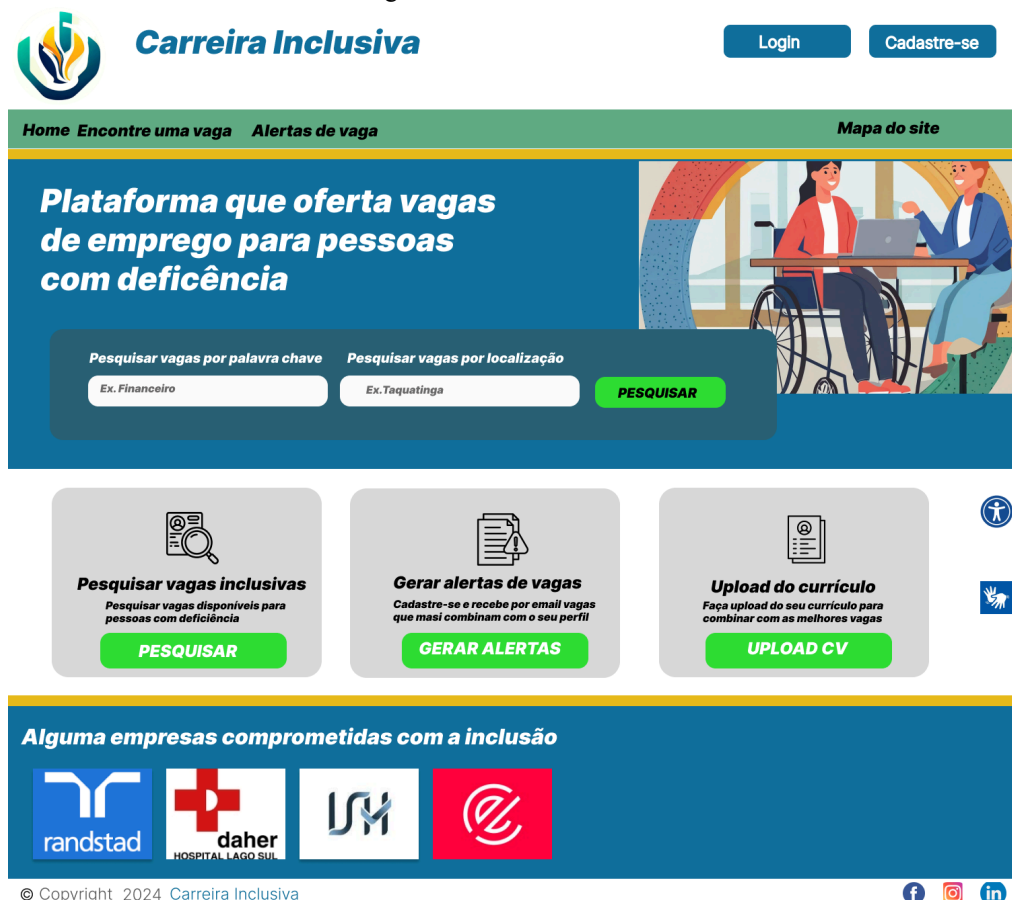 Carreira Inclusiva
Login
Cadastre-se
Home
Encontre uma vaga
Alertas de vaga
Mapa do site
Plataforma que oferta vagas
de emprego para pessoas
com deficência
Pesquisar vagas por palavra chave
Pesquisar vagas por localização
Ex. Financeiro
Ex.Taquatinga
PESQUISAR
Pesquisar vagas inclusivas
Pesquisar vagas disponíveis para
pessoas com deficiência
PESQUISAR
Gerar alertas de vagas
Cadastre-se e recebe por email vagas
que masi combinam com o seu perfil
GERAR ALERTAS
Upload do currículo
Faça upload do seu currículo para
combinar com as melhores vagas
UPLOAD CV
Alguma empresas comprometidas com a inclusão
randstad
daher
HOSPITAL LAGO SUL
© Copyright 2024 Carreira Inclusiva